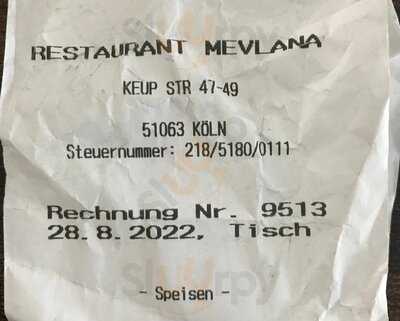 RESTAURANT MEVLANA
KEUP STR 47-49
51063 KÖLN
Steuernummer: 218/5180/0111
Rechnung Nr. 9513
28.8.2022, Tisch
- Speisen -